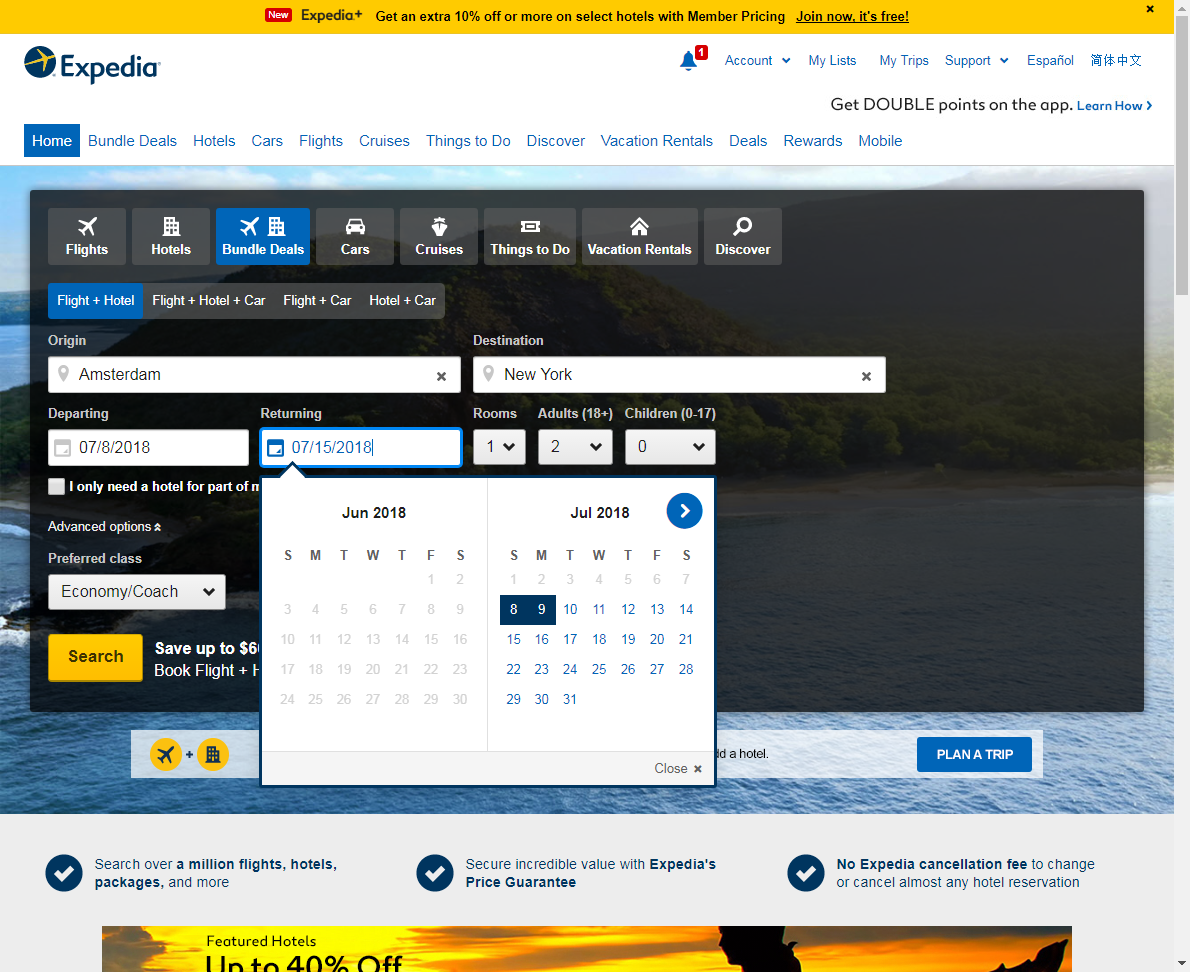 New Expedia+ Get an extra 10% off or more on select hotels with Member Pricing Join now, it's free! ×
Expedia
1 Account My Lists My Trips Support Español 简体中文
Get DOUBLE points on the app. Learn How
Home Bundle Deals Hotels Cars Flights Cruises Things to Do Discover Vacation Rentals Deals Rewards Mobile
Flights Hotels Bundle Deals Cars Cruises Things to Do Vacation Rentals Discover
Flight + Hotel Flight + Hotel + Car Flight + Car Hotel + Car
Origin Destination
Amsterdam × New York ×
Departing Returning Rooms Adults (18+) Children (0-17)
07/8/2018 07/15/2018 1 2 0
I only need a hotel for part of m
Jun 2018 Jul 2018
Advanced options
Preferred class
S M T W T F S S M T W T F S
1 2 1 2 3 4 5 6 7
Economy/Coach
3 4 5 6 7 8 9 8 9 10 11 12 13 14
10 11 12 13 14 15 16 15 16 17 18 19 20 21
Search
Save up to $6
Book Flight + H
17 18 19 20 21 22 23 22 23 24 25 26 27 28
24 25 26 27 28 29 30 29 30 31
+ dd a hotel. PLAN A TRIP
Close ×
Search over a million flights, hotels,
packages, and more
Secure incredible value with Expedia's
Price Guarantee
No Expedia cancellation fee to change
or cancel almost any hotel reservation
Featured Hotels
Up to 40% Off